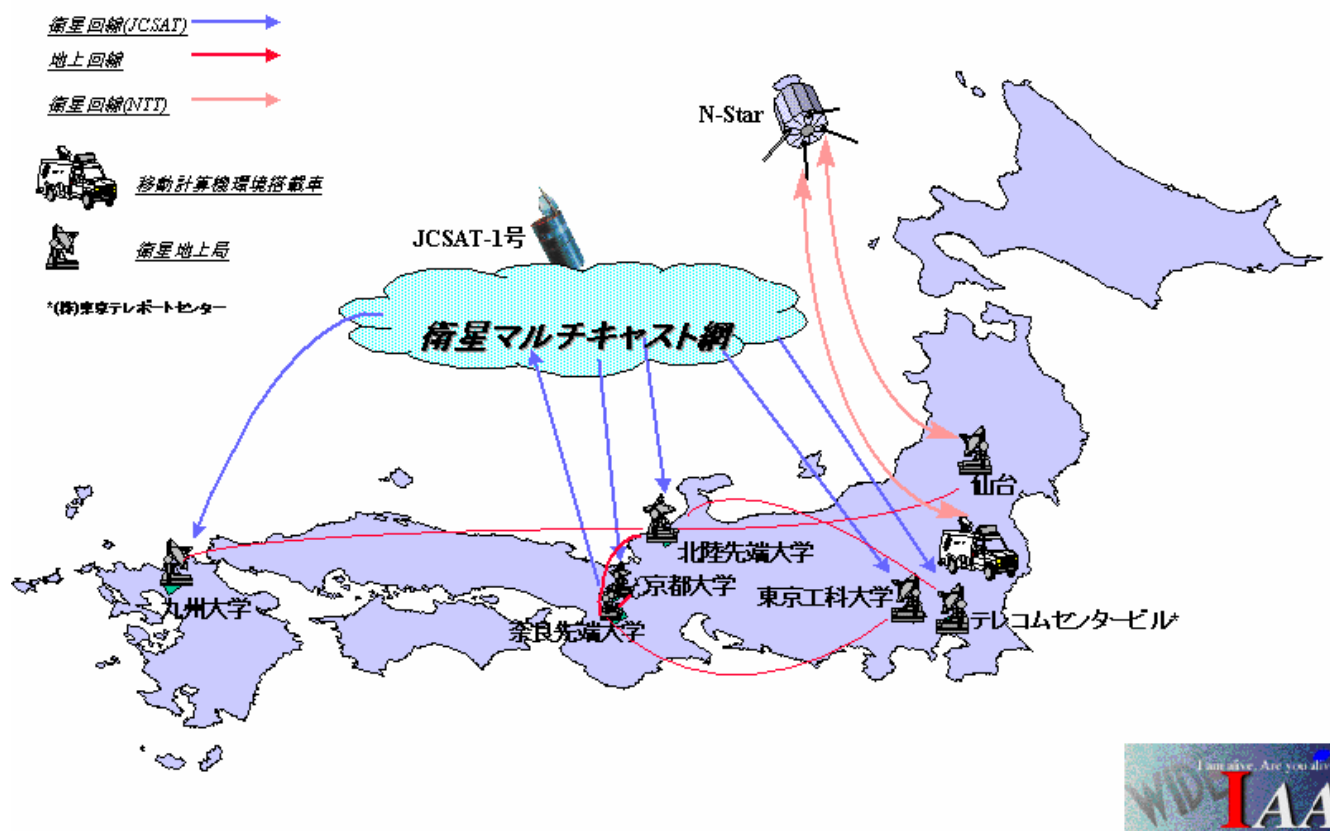 衛星回線(JCSAT)
地上回線
衛星回線(NTT)
移動計算機環境搭載車
衛星地上局
*(株)東京テレポートセンター
N-Star
JCSAT-1号
衛星マルチキャスト網
仙台
北陸先端大学
京都大学
東京工科大学
九州大学
奈良先端大学
テレコムセンタービル*
I am alive. Are you aliv
WIDE
IAA